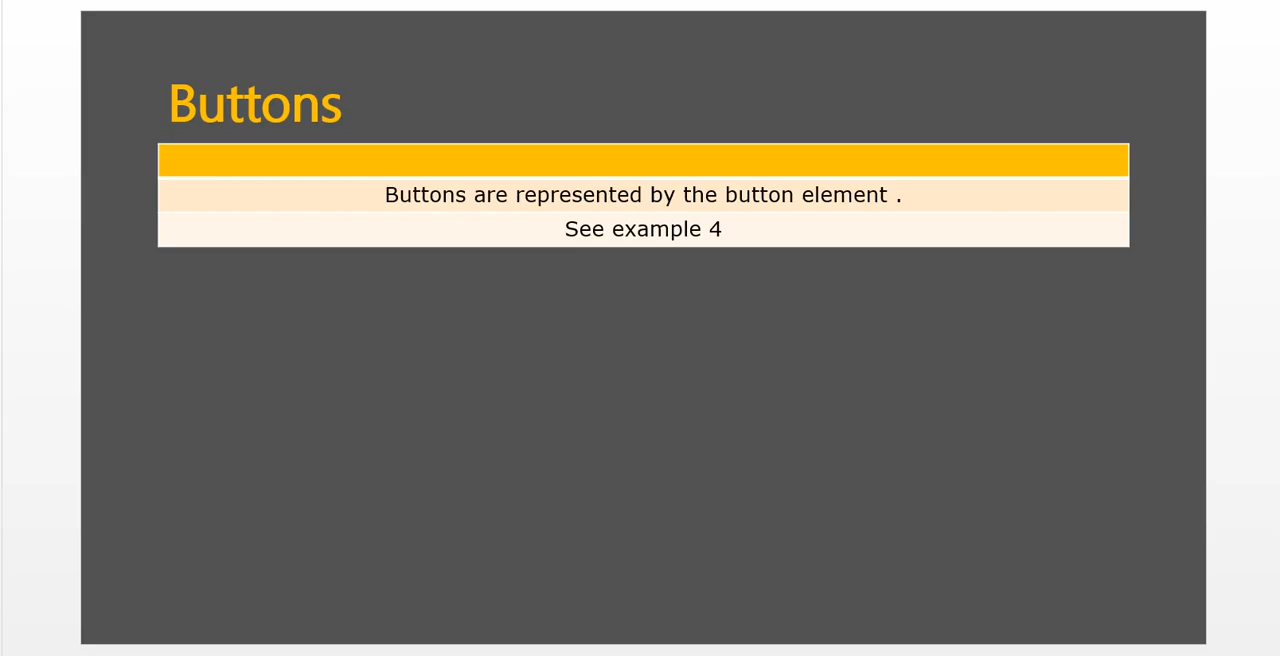 Buttons
Buttons are represented by the button element .
See example 4